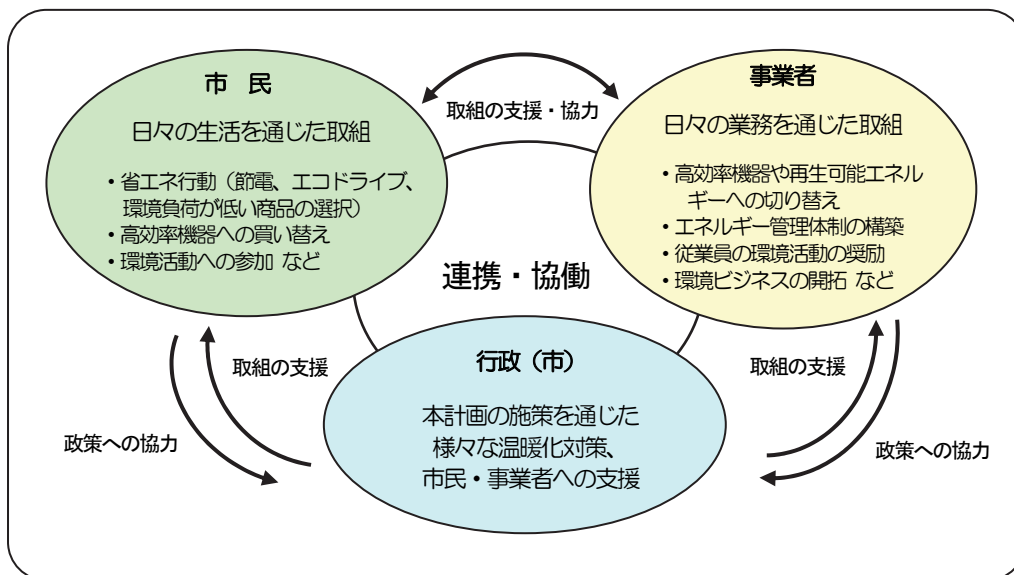 市　民
日々の生活を通じた取組
・省エネ行動（節電、エコドライブ、
環境負荷が低い商品の選択）
・高効率機器への買い替え
・環境活動への参加 など
取組の支援・協力
事業者
日々の業務を通じた取組
・高効率機器や再生可能エネル
ギーへの切り替え
・エネルギー管理体制の構築
・従業員の環境活動の奨励
・環境ビジネスの開拓 など
連携・協働
取組の支援
政策への協力
行政（市）
本計画の施策を通じた
様々な温暖化対策、
市民・事業者への支援
取組の支援
政策への協力